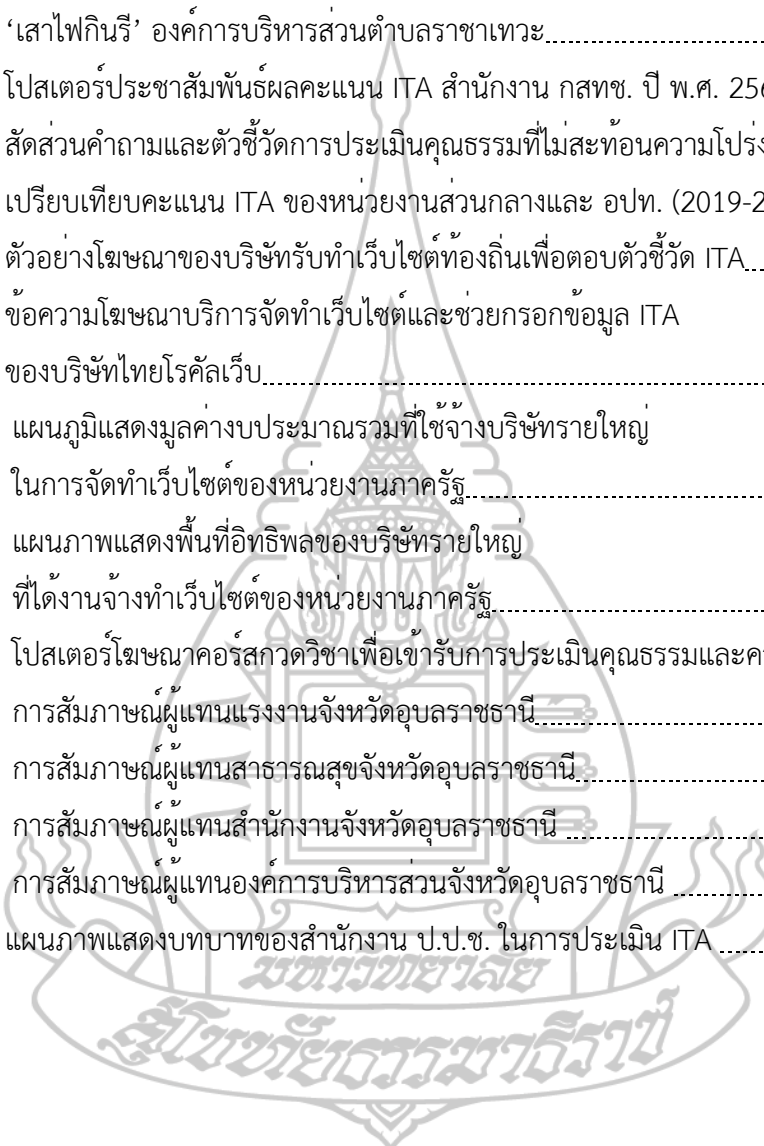 ‘เสาไฟกินรี’ องค์การบริหารส่วนตำบลราชาเทวะ
โปสเตอร์ประชาสัมพันธ์ผลคะแนน ITA สำนักงาน กสทช. ปี พ.ศ. 256
สัดส่วนคำถามและตัวชี้วัดการประเมินคุณธรรมที่ไม่สะท้อนความโปร่ง
เปรียบเทียบคะแนน ITA ของหน่วยงานส่วนกลางและ อปท. (2019-2
ตัวอย่างโฆษณาของบริษัทรับทำเว็บไซต์ท้องถิ่นเพื่อตอบตัวชี้วัด ITA
ข้อความโฆษณาบริการจัดทำเว็บไซต์และช่วยกรอกข้อมูล ITA
ของบริษัทไทยโรคัลเว็บ
แผนภูมิแสดงมูลค่างบประมาณรวมที่ใช้จ้างบริษัทรายใหญ่
ในการจัดทำเว็บไซต์ของหน่วยงานภาครัฐ
แผนภาพแสดงพื้นที่อิทธิพลของบริษัทรายใหญ่
ที่ได้งานจ้างทำเว็บไซต์ของหน่วยงานภาครัฐ
โปสเตอร์โฆษณาคอร์สกวดวิชาเพื่อเข้ารับการประเมินคุณธรรมและคว
การสัมภาษณ์ผู้แทนแรงงานจังหวัดอุบลราชธานี
การสัมภาษณ์ผู้แทนสาธารณสุขจังหวัดอุบลราชธานี
การสัมภาษณ์ผู้แทนสำนักงานจังหวัดอุบลราชธานี
การสัมภาษณ์ผู้แทนองค์การบริหารส่วนจังหวัดอุบลราชธานี
แผนภาพแสดงบทบาทของสำนักงาน ป.ป.ช. ในการประเมิน ITA
มหาวิทยาลัย
สุโขทัยธรรมาธิราช